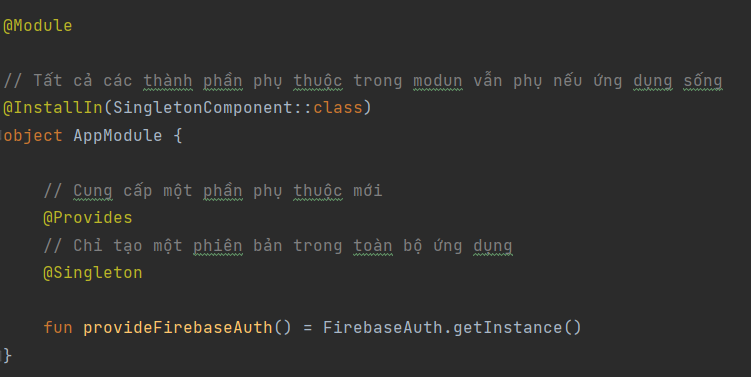 @Module
// Tất cả các thành phần phụ thuộc trong modun vẫn phụ nếu ứng dụng sống
@InstallIn(SingletonComponent::class)
object AppModule {
// Cung cấp một phần phụ thuộc mới
@Provides
// Chỉ tạo một phiên bản trong toàn bộ ứng dụng
@Singleton
fun provideFirebaseAuth() = FirebaseAuth.getInstance()
}